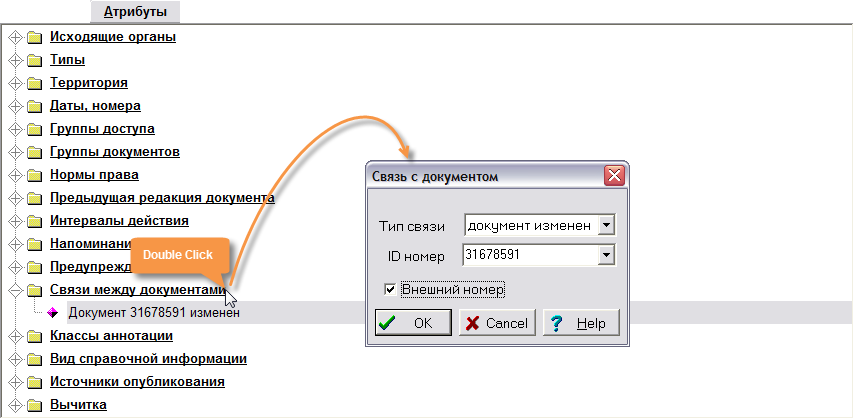 Атрибуты
Исходящие органы
Типы
Территория
Даты, номера
Группы доступа
Группы документов
Нормы права
Предыдущая редакция документа
Интервалы действия
Напоминани
Предупрежд
Double Click
Связи между документами
Документ 31678591 изменен
Классы аннотации
Вид справочной информации
Источники опубликования
Вычитка
Связь с документом
Тип связи документ изменен
ID номер 31678591
Внешний номер
OK Cancel Help